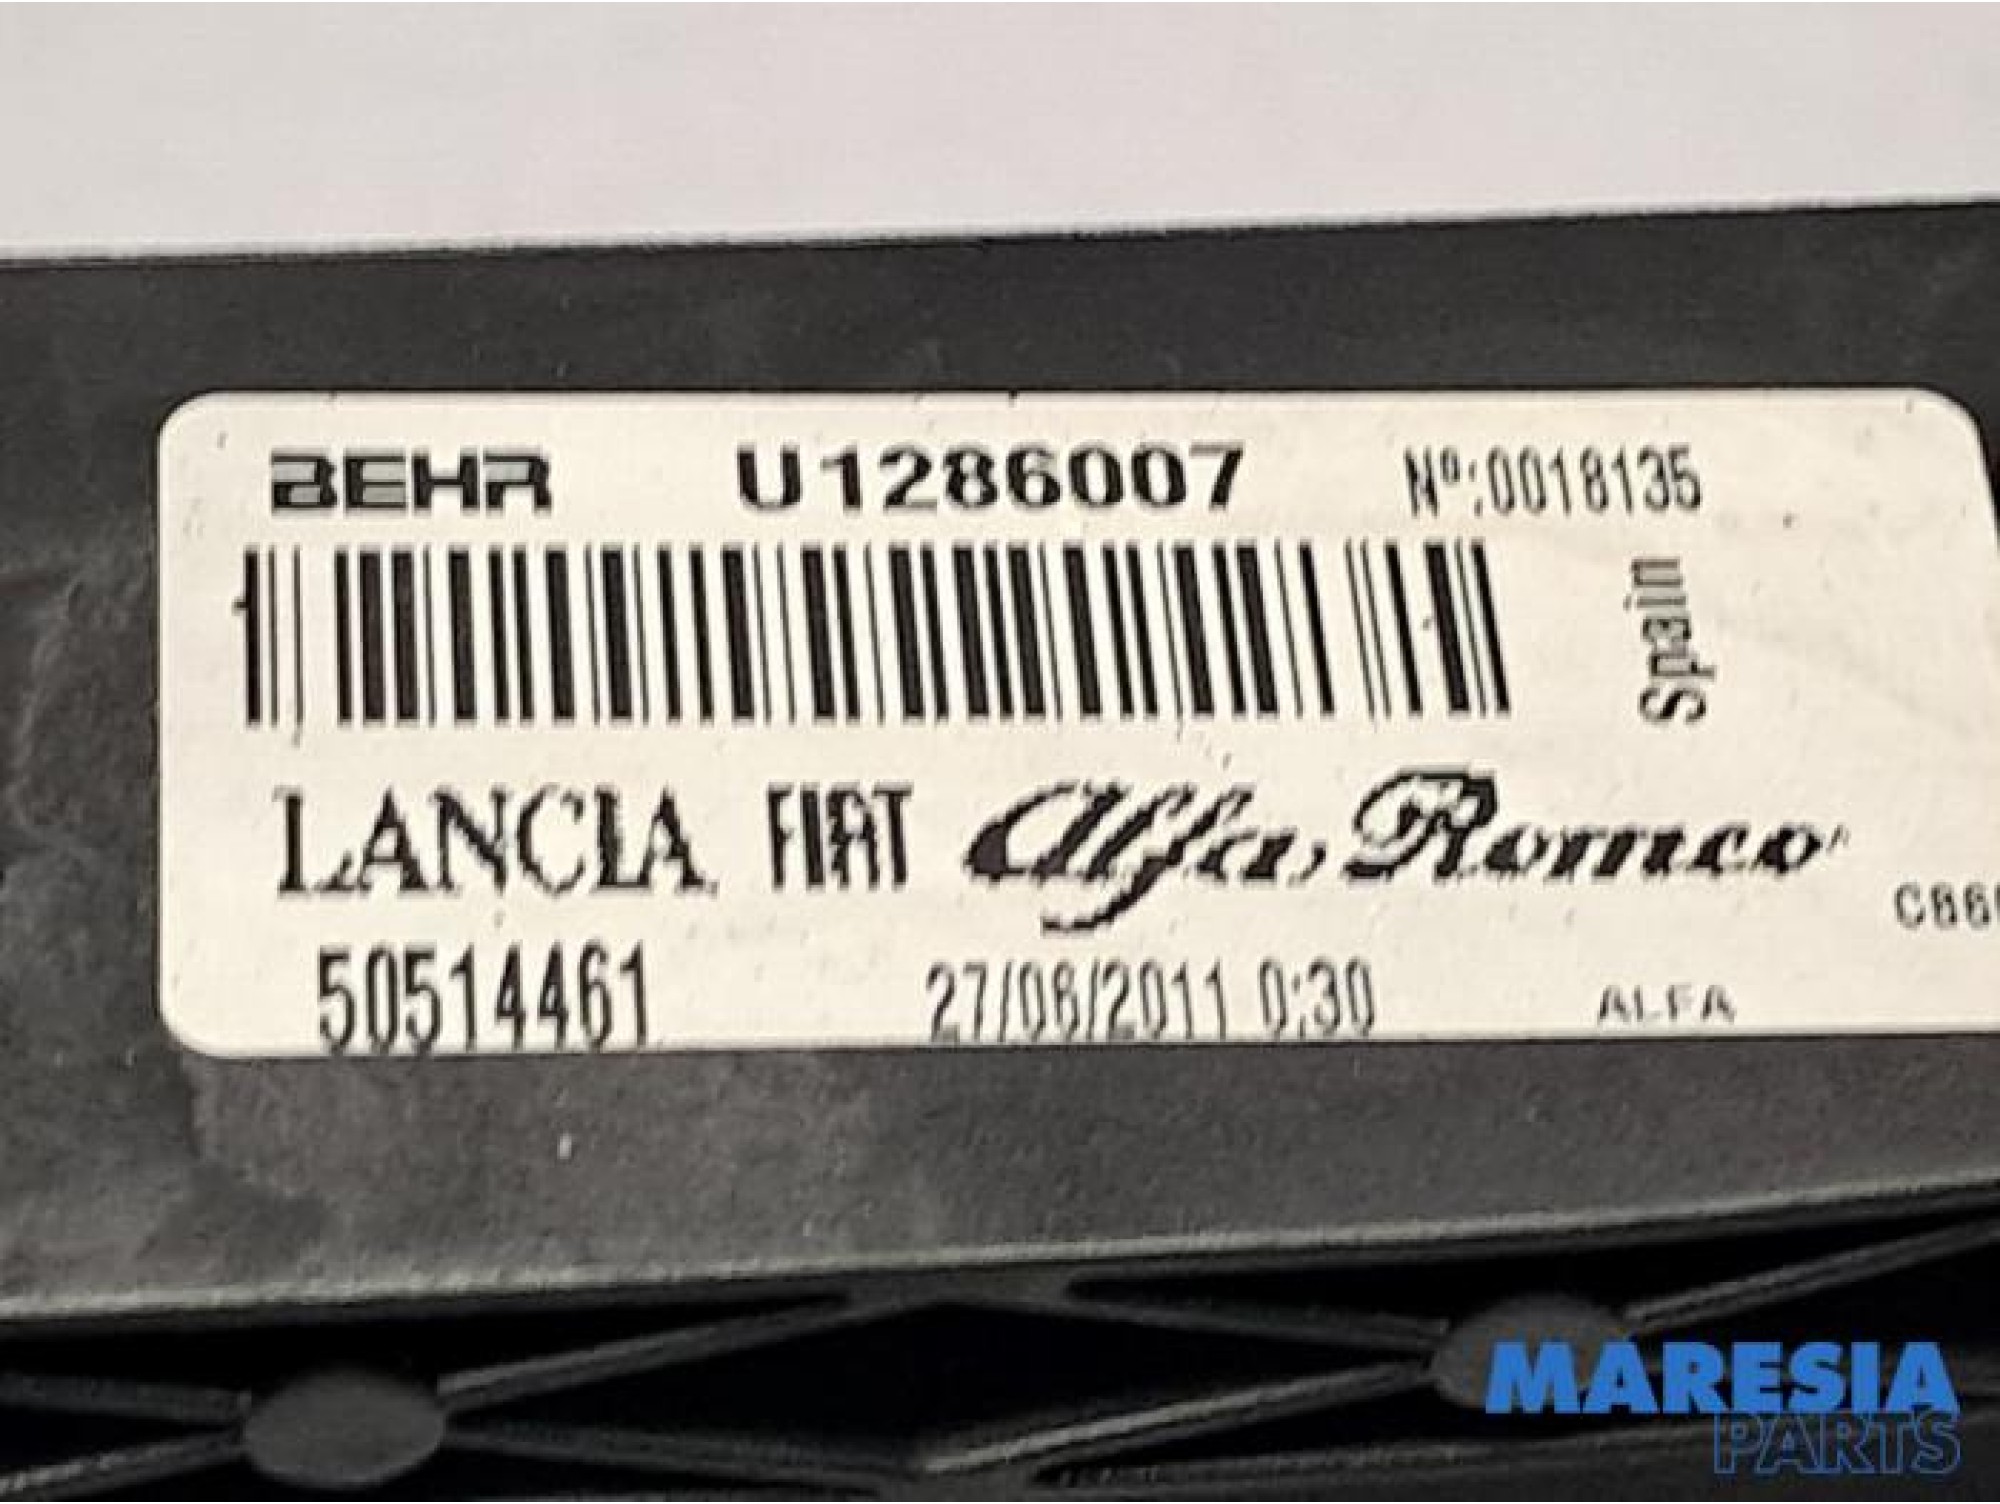 BEHR U1286007 Nº:0018135
Spain
LANCIA FIAT Alfa Romeo
50514461 27/06/2011 0:30 ALFA
MARESIA
PARTS